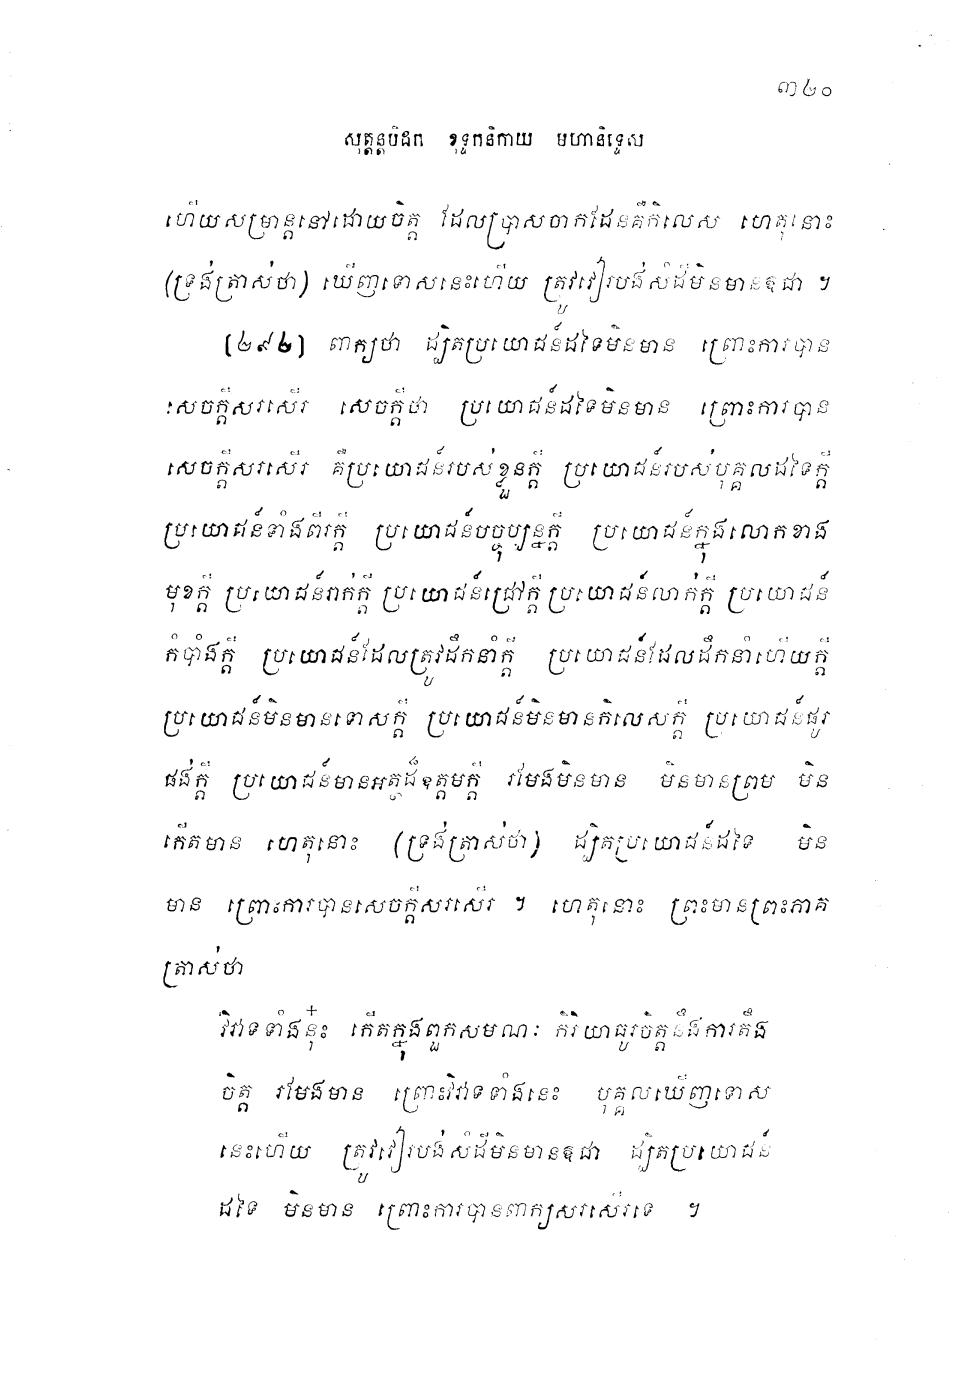 ៣៤០
សុត្តន្តបិដក ខុទ្ទកនិកាយ មហានិទ្ទេស
ហើយសម្រាន្តនៅដោយចិត្ត ដែលប្រាសចាកដែនគឺកិលេស ហេតុនោះ
(ទ្រង់ត្រាស់ថា) ឃើញទោសនេះហើយ ត្រូវវៀរបង់សំដីមិនមានឱជា ។
[៤៩៤] ពាក្យថា ដ្បិតប្រយោជន៍ដទៃមិនមាន ព្រោះការបាន
សេចក្តីសរសើរ សេចក្តីថា ប្រយោជន៍ដទៃមិនមាន ព្រោះការបាន
សេចក្តីសរសើរ គឺប្រយោជន៍របស់ខ្លួនក្តី ប្រយោជន៍របស់បុគ្គលដទៃក្តី
ប្រយោជន៍ទាំងពីរក្តី ប្រយោជន៍បច្ចុប្បន្នក្តី ប្រយោជន៍ក្នុងលោកខាង
មុខក្តី ប្រយោជន៍រាក់ក្តី ប្រយោជន៍ជ្រៅក្តី ប្រយោជន៍លាក់ក្តី ប្រយោជន៍
កំបាំងក្តី ប្រយោជន៍ដែលត្រូវដឹកនាំក្តី ប្រយោជន៍ដែលដឹកនាំហើយក្តី
ប្រយោជន៍មិនមានទោសក្តី ប្រយោជន៍មិនមានកិលេសក្តី ប្រយោជន៍ផូរ
ផង់ក្តី ប្រយោជន៍មានអត្ថដ៏ឧត្តមក្តី រមែងមិនមាន មិនមានព្រម មិន
កើតមាន ហេតុនោះ (ទ្រង់ត្រាស់ថា) ដ្បិតប្រយោជន៍ដទៃ មិន
មាន ព្រោះការបានសេចក្តីសរសើរ ។ ហេតុនោះ ព្រះមានព្រះភាគ
ត្រាស់ថា
វិវាទទាំងនុ៎ះ កើតក្នុងពួកសមណៈ កិរិយាធូរចិត្តនឹងការតឹង
ចិត្ត រមែងមាន ព្រោះវិវាទទាំងនេះ បុគ្គលឃើញទោស
នេះហើយ ត្រូវវៀរបង់សំដីមិនមានឱជា ដ្បិតប្រយោជន៍
ដទៃ មិនមាន ព្រោះការបានពាក្យសរសើរទេ ។